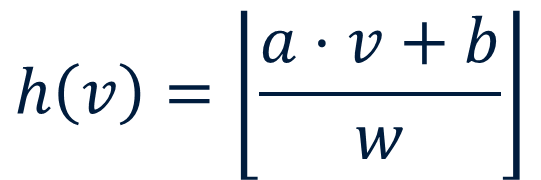 h(v) = ⌊(a · v + b) / w⌋